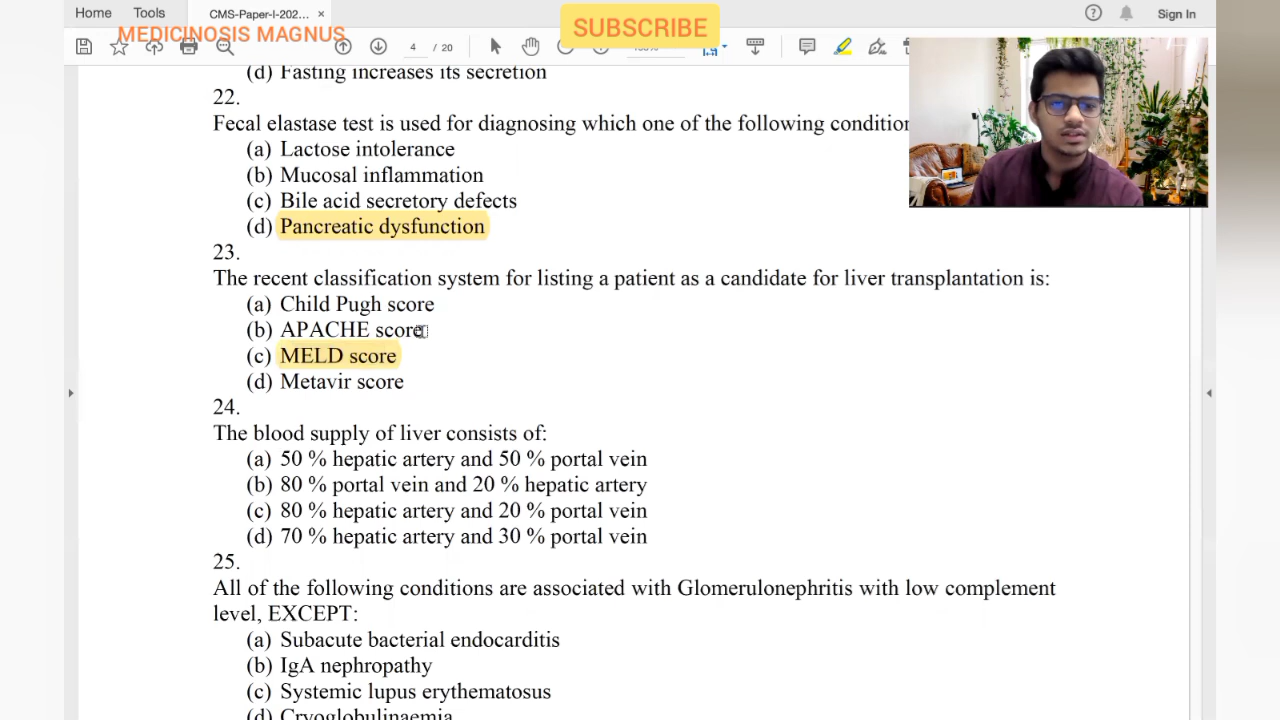 Home
Tools
CMS-Paper-I-202...
×
Sign In
MEDICINOSIS MAGNUS
SUBSCRIBE
4 / 20
(d) Fasting increases its secretion
22.
Fecal elastase test is used for diagnosing which one of the following condition
(a) Lactose intolerance
(b) Mucosal inflammation
(c) Bile acid secretory defects
(d) Pancreatic dysfunction
23.
The recent classification system for listing a patient as a candidate for liver transplantation is:
(a) Child Pugh score
(b) APACHE score
(c) MELD score
(d) Metavir score
24.
The blood supply of liver consists of:
(a) 50 % hepatic artery and 50 % portal vein
(b) 80 % portal vein and 20 % hepatic artery
(c) 80 % hepatic artery and 20 % portal vein
(d) 70 % hepatic artery and 30 % portal vein
25.
All of the following conditions are associated with Glomerulonephritis with low complement
level, EXCEPT:
(a) Subacute bacterial endocarditis
(b) IgA nephropathy
(c) Systemic lupus erythematosus
(d) Cryoglobulinaemia